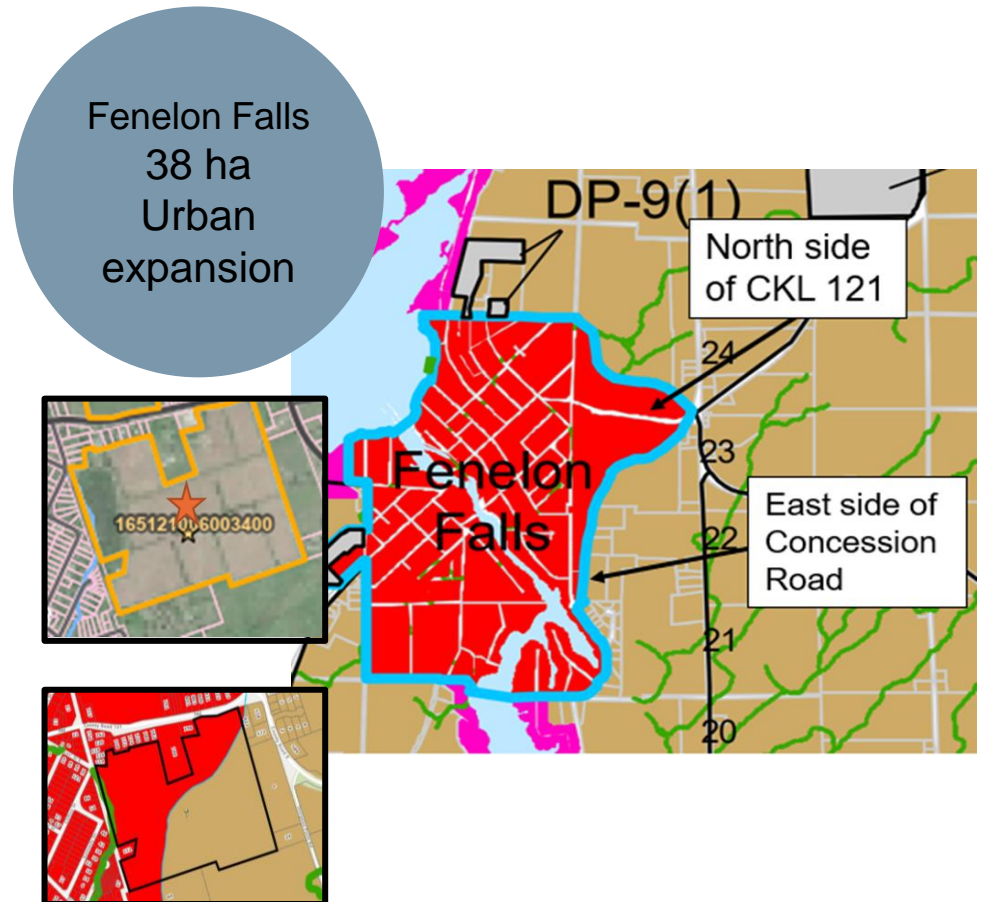 Fenelon Falls
38 ha
Urban
expansion
DP-9(1)
North side
of CKL 121
24
23
Fenelon
Falls
East side of
Concession
Road
22
21
20
165121006003400